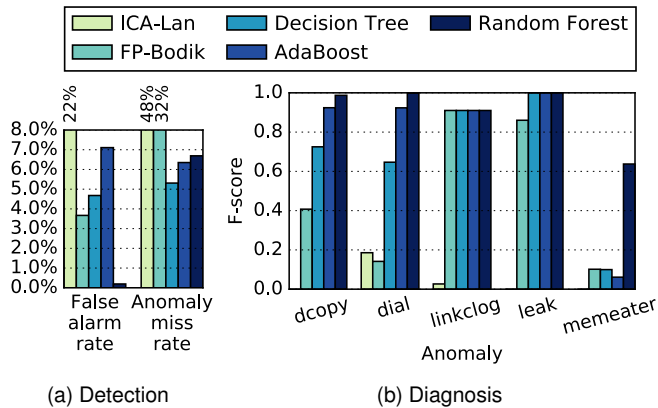 ICA-Lan Decision Tree Random Forest
FP-Bodik AdaBoost
22% 48% 32%
8.0%
7.0%
6.0%
5.0%
4.0%
3.0%
2.0%
1.0%
0.0%
False alarm rate
Anomaly miss rate
(a) Detection
F-score
1.0
0.8
0.6
0.4
0.2
0.0
dcopy dial linkclog leak memeater
Anomaly
(b) Diagnosis